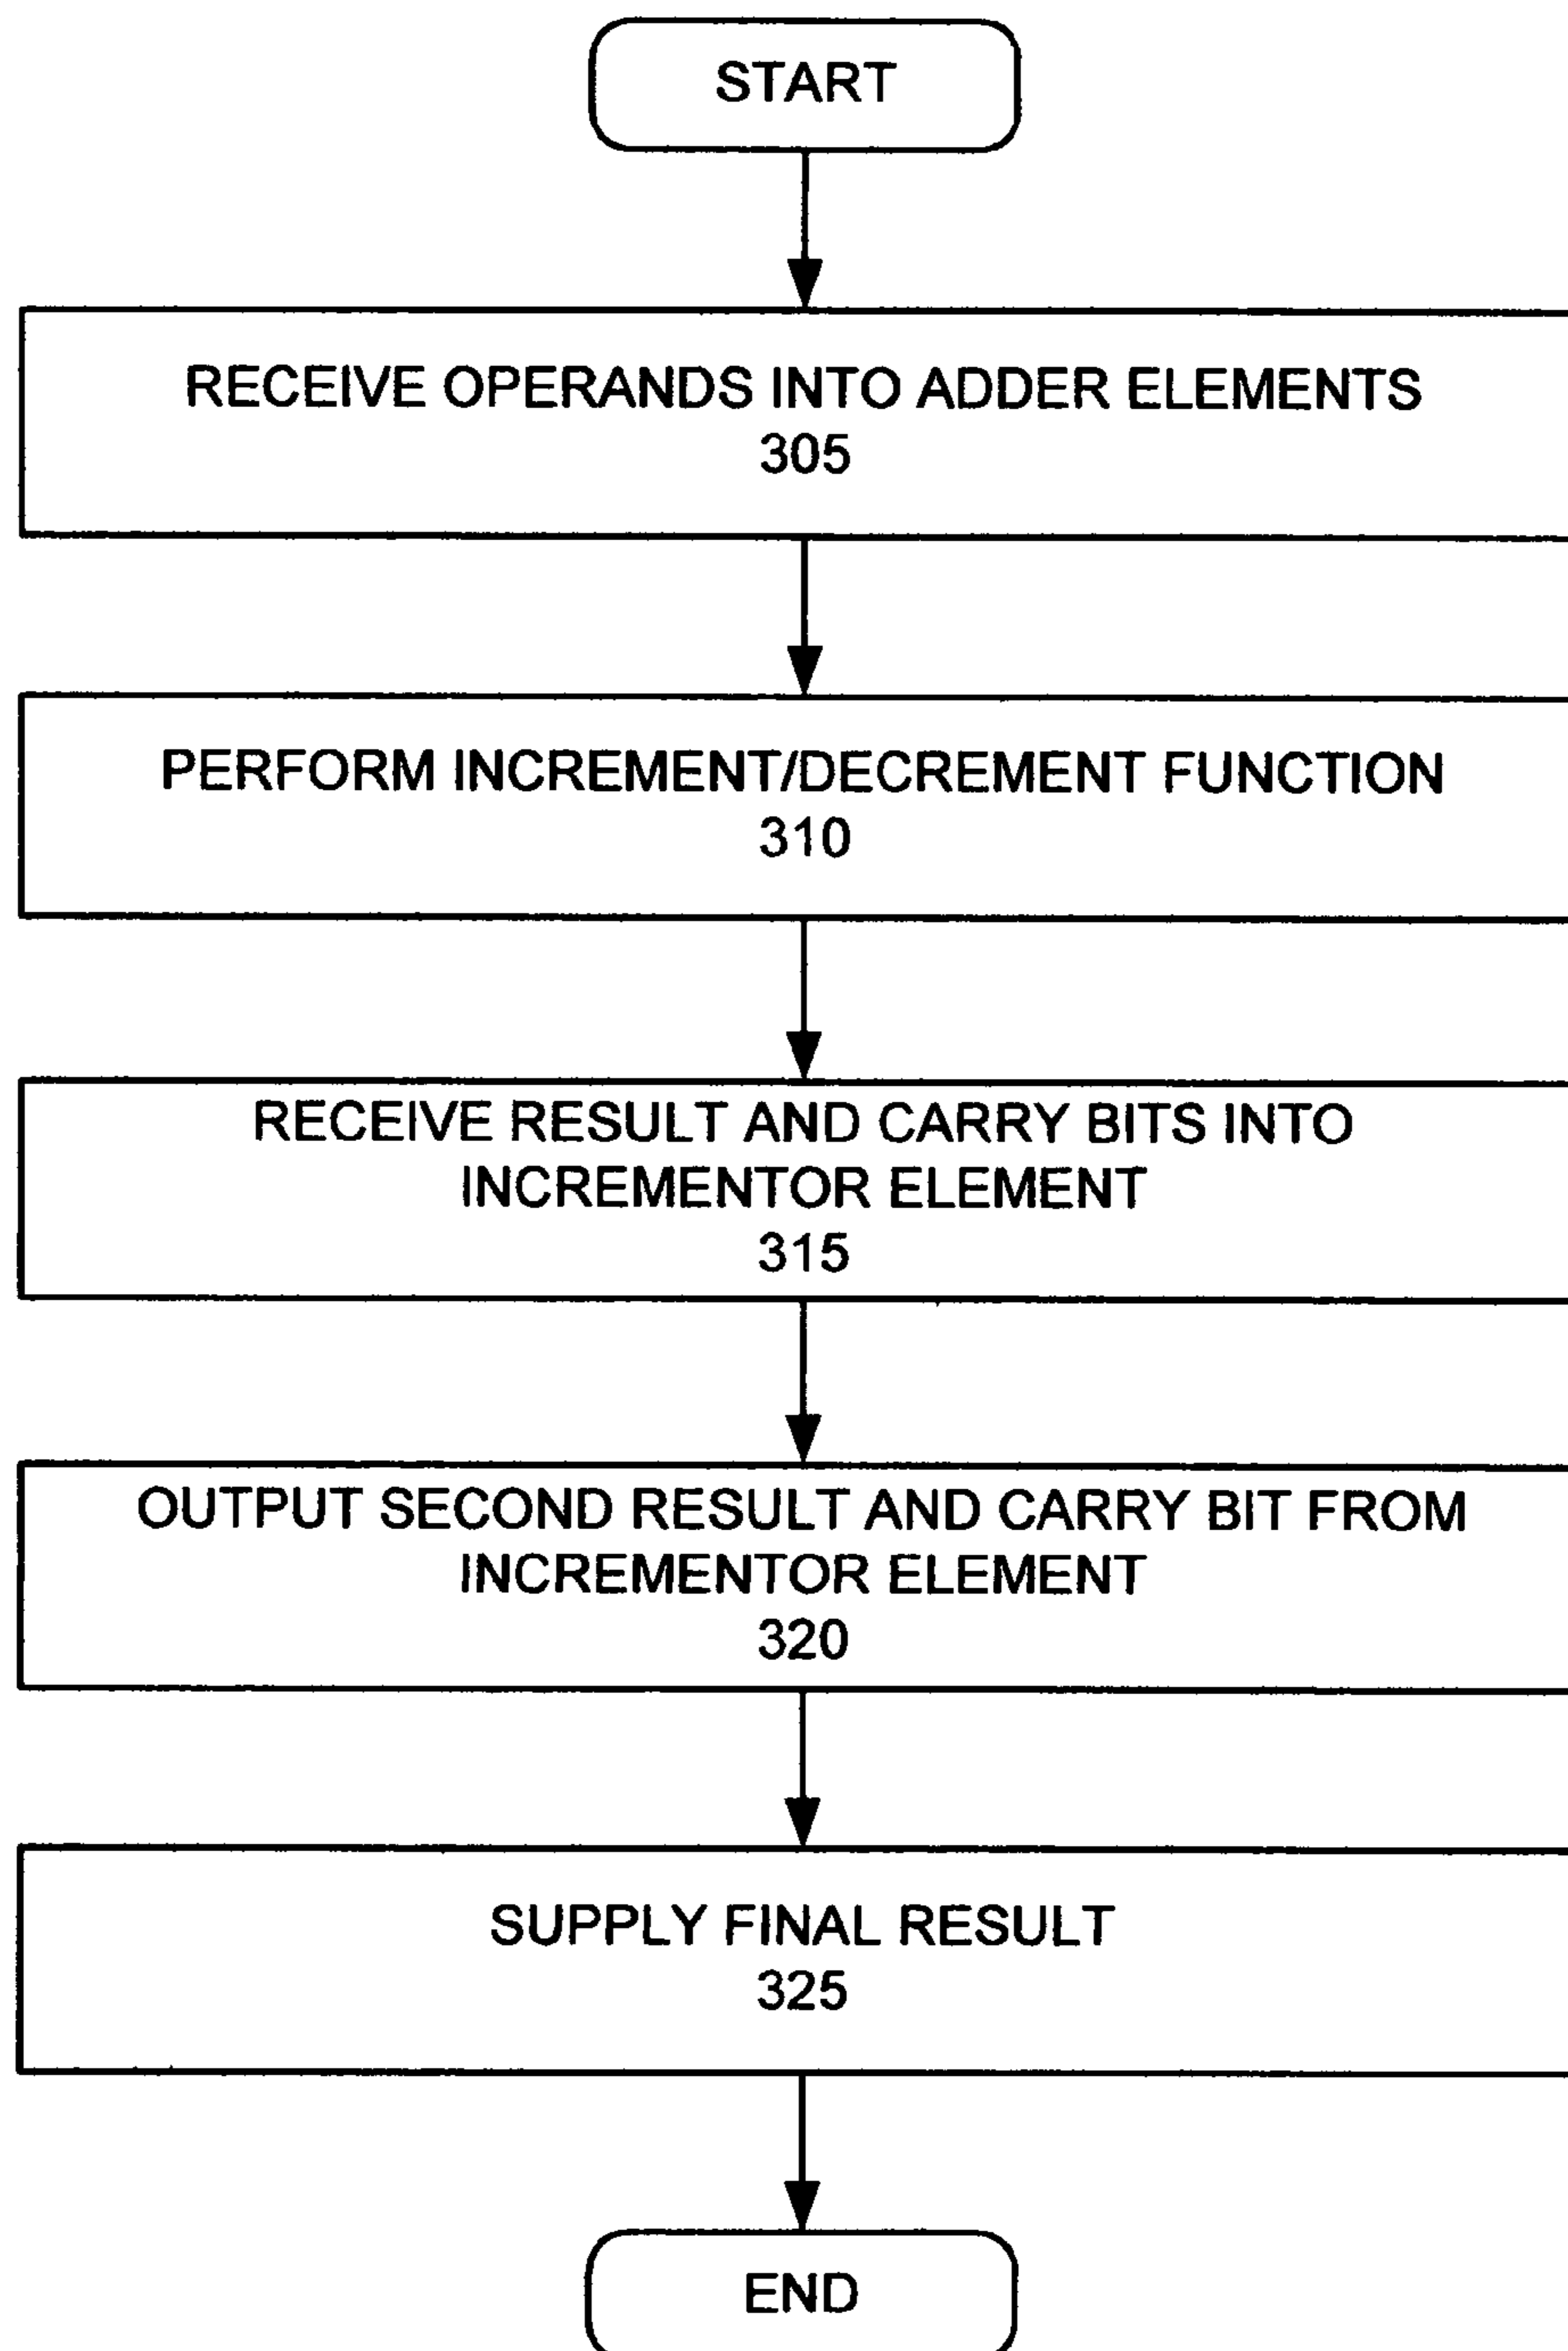 START
RECEIVE OPERANDS INTO ADDER ELEMENTS
305
PERFORM INCREMENT/DECREMENT FUNCTION
310
RECEIVE RESULT AND CARRY BITS INTO
INCREMENTOR ELEMENT
315
OUTPUT SECOND RESULT AND CARRY BIT FROM
INCREMENTOR ELEMENT
320
SUPPLY FINAL RESULT
325
END